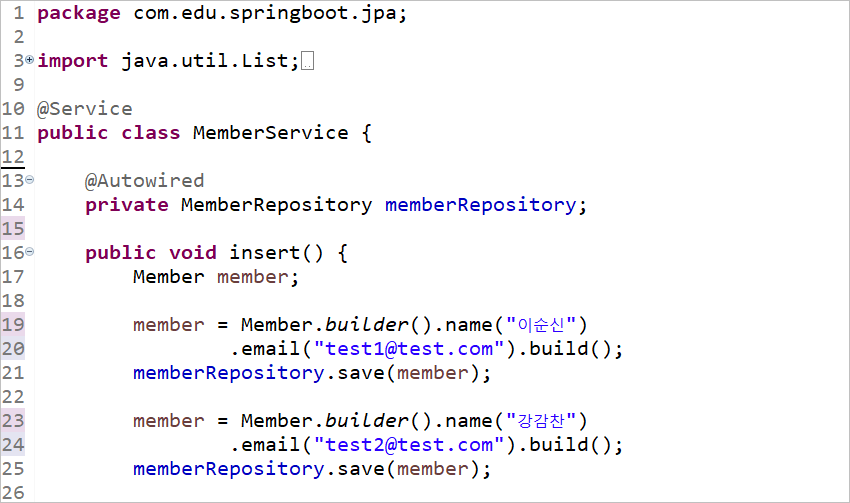 1 package com.edu.springboot.jpa;
2
3 import java.util.List;
9
10 @Service
11 public class MemberService {
12
13 @Autowired
14 private MemberRepository memberRepository;
15
16 public void insert() {
17 Member member;
18
19 member = Member.builder().name("이순신")
20 .email("test1@test.com").build();
21 memberRepository.save(member);
22
23 member = Member.builder().name("강감찬")
24 .email("test2@test.com").build();
25 memberRepository.save(member);
26